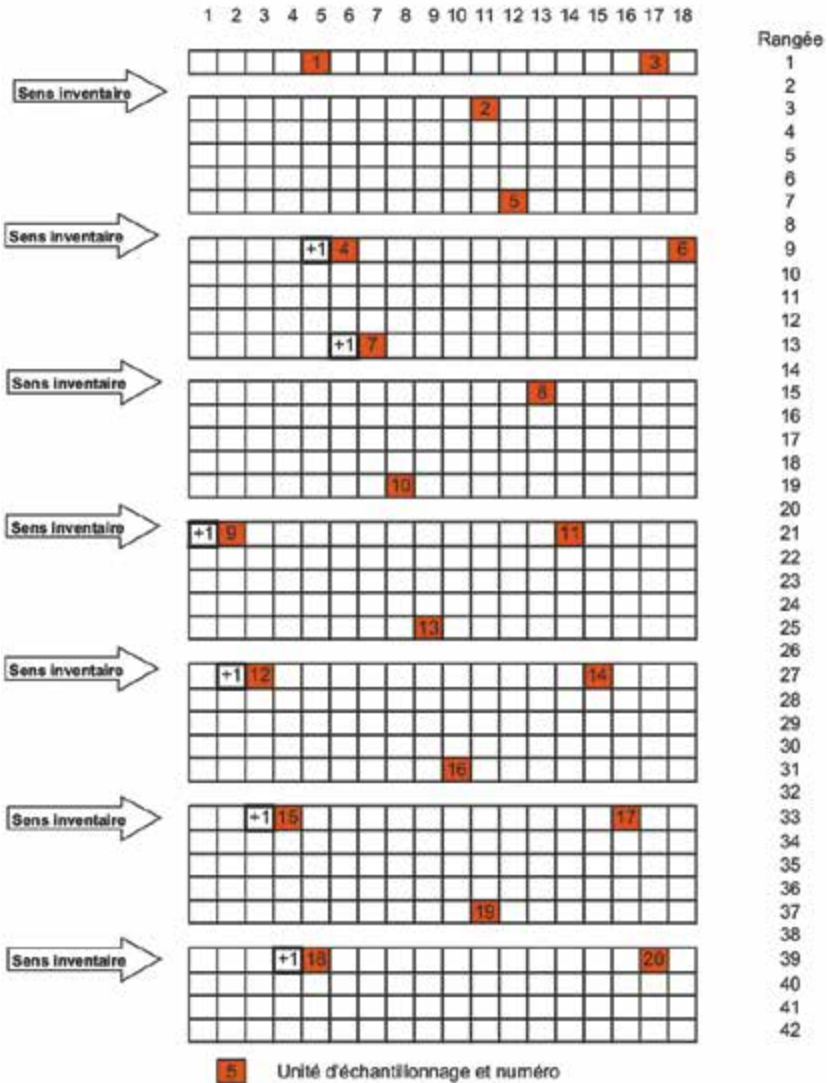 1 2 3 4 5 6 7 8 9 10 11 12 13 14 15 16 17 18
Rangée
1 3 1
Sens inventaire 2
2 3
4
5
6
5 7
8
Sens inventaire +1 4 6 9
10
11
12
+1 7 13
14
Sens inventaire 8 15
16
17
18
10 19
20
Sens inventaire +1 9 11 21
22
23
24
13 25
26
Sens inventaire +1 12 14 27
28
29
30
16 31
32
Sens inventaire +1 15 17 33
34
35
36
19 37
38
Sens inventaire +1 18 20 39
40
41
42
5 Unité d'échantillonnage et numéro